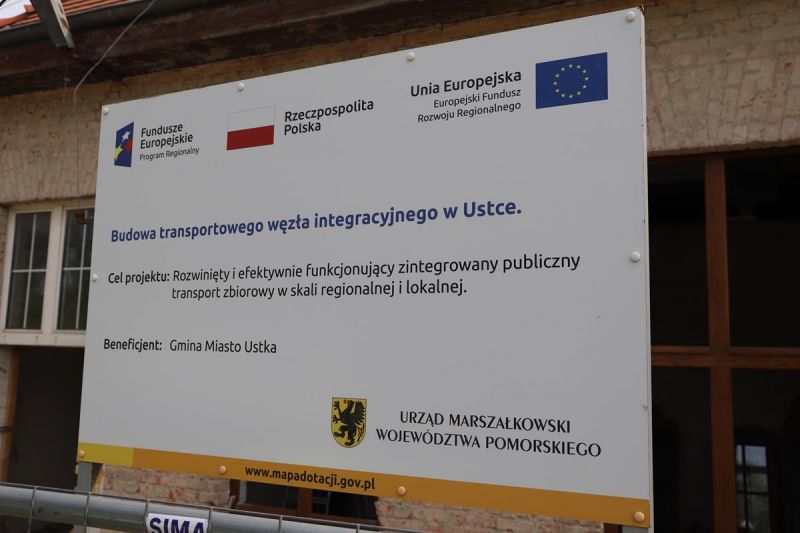 Fundusze
Europejskie
Program Regionalny
Rzeczpospolita
Polska
Unia Europejska
Europejski Fundusz
Rozwoju Regionalnego
Budowa transportowego węzła integracyjnego w Ustce.
Cel projektu: Rozwinięty i efektywnie funkcjonujący zintegrowany publiczny
transport zbiorowy w skali regionalnej i lokalnej.
Beneficjent: Gmina Miasto Ustka
URZĄD MARSZAŁKOWSKI
WOJEWÓDZTWA POMORSKIEGO
www.mapadotacji.gov.pl
SIMA